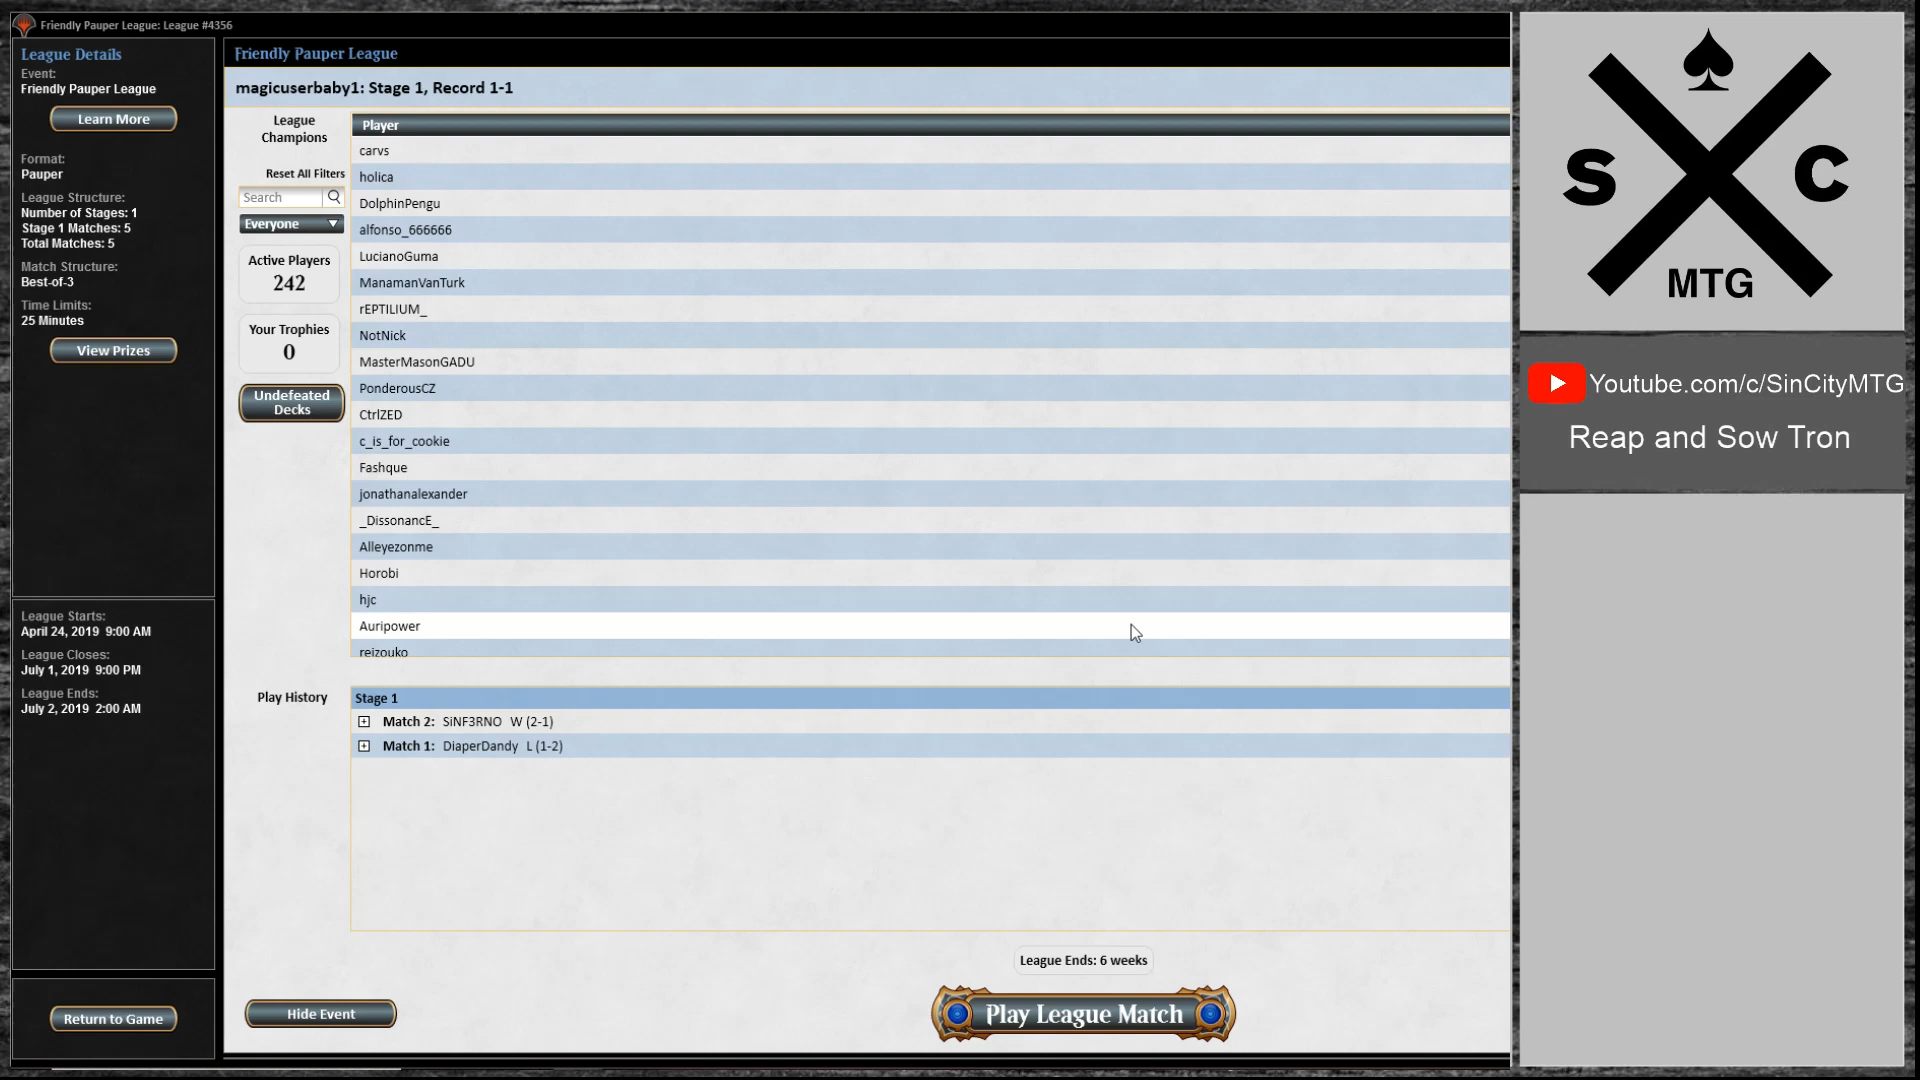 Friendly Pauper League: League #4356
League Details
Event:
Friendly Pauper League
Learn More
Format:
Pauper
League Structure:
Number of Stages: 1
Stage 1 Matches: 5
Total Matches: 5
Match Structure:
Best-of-3
Time Limits:
25 Minutes
View Prizes
League Starts:
April 24, 2019 9:00 AM
League Closes:
July 1, 2019 9:00 PM
League Ends:
July 2, 2019 2:00 AM
Return to Game
Friendly Pauper League
magicuserbaby1: Stage 1, Record 1-1
League
Champions
Reset All Filters
Search
Everyone
Active Players
242
Your Trophies
0
Undefeated
Decks
Player
carvs
holica
DolphinPengu
alfonso_666666
LucianoGuma
ManamanVanTurk
rEPTILIUM_
NotNick
MasterMasonGADU
PonderousCZ
CtrlZED
c_is_for_cookie
Fashque
jonathanalexander
_DissonancE_
Alleyezonme
Horobi
hjc
Auripower
reizouko
Play History
Stage 1
Match 2: SiNF3RNO W (2-1)
Match 1: DiaperDandy L (1-2)
League Ends: 6 weeks
Hide Event
Play League Match
S C
MTG
Youtube.com/c/SinCityMTG
Reap and Sow Tron